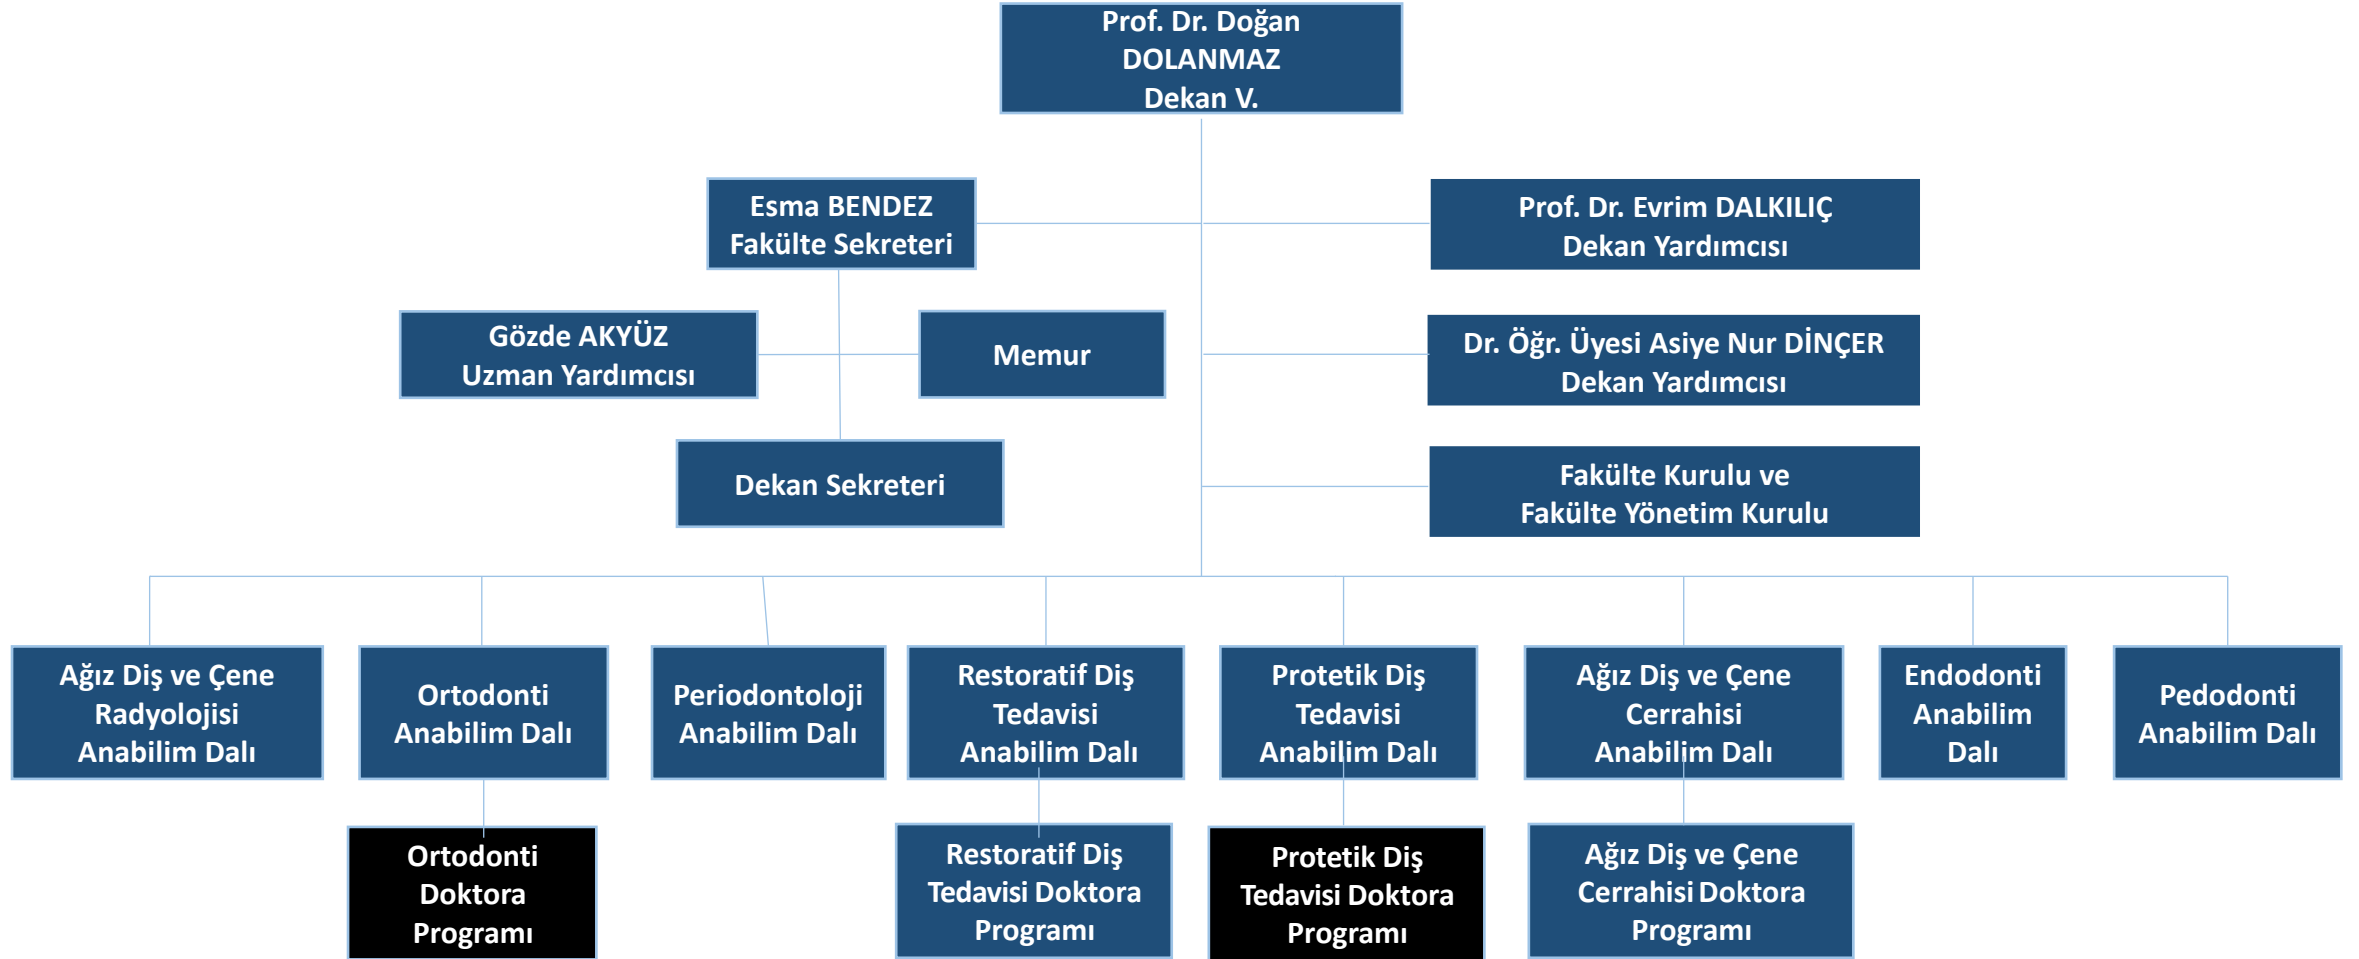 Prof. Dr. Doğan
DOLANMAZ
Dekan V.
Esma BENDEZ
Fakülte Sekreteri
Prof. Dr. Evrim DALKILIÇ
Dekan Yardımcısı
Gözde AKYÜZ
Uzman Yardımcısı
Memur
Dr. Öğr. Üyesi Asiye Nur DİNÇER
Dekan Yardımcısı
Dekan Sekreteri
Fakülte Kurulu ve
Fakülte Yönetim Kurulu
Ağız Diş ve Çene
Radyolojisi
Anabilim Dalı
Ortodonti
Anabilim Dalı
Periodontoloji
Anabilim Dalı
Restoratif Diş
Tedavisi
Anabilim Dalı
Protetik Diş
Tedavisi
Anabilim Dalı
Ağız Diş ve Çene
Cerrahisi
Anabilim Dalı
Endodonti
Anabilim
Dalı
Pedodonti
Anabilim Dalı
Ortodonti
Doktora
Programı
Restoratif Diş
Tedavisi Doktora
Programı
Protetik Diş
Tedavisi Doktora
Programı
Ağız Diş ve Çene
Cerrahisi Doktora
Programı